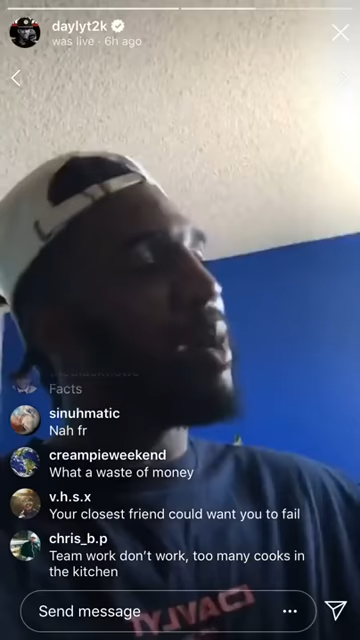 daylyt2k
was live · 6h ago
Facts
sinuhmatic
Nah fr
creampieweekend
What a waste of money
v.h.s.x
Your closest friend could want you to fail
chris_b.p
Team work don't work, too many cooks in
the kitchen
Send message
DAYLYT